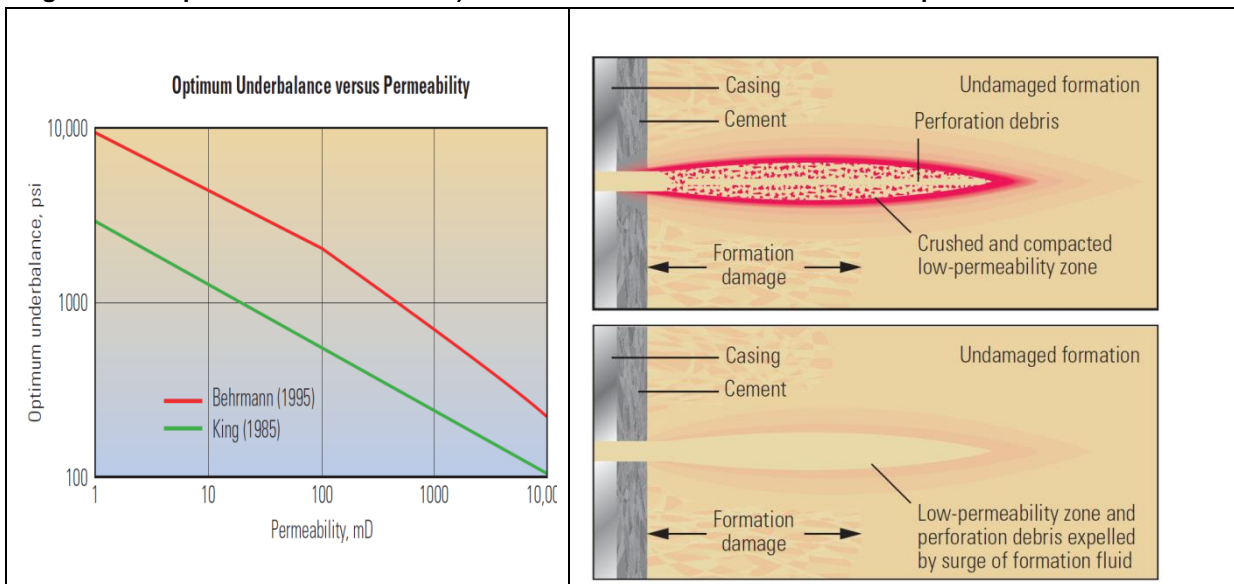 Optimum Underbalance versus Permeability
10,000
1000
100
Optimum underbalance, psi
Behrmann (1995)
King (1985)
1
10
100
1000
10,00
Permeability, mD
Casing
Undamaged formation
Cement
Perforation debris
Formation
damage
Crushed and compacted
low-permeability zone
Casing
Undamaged formation
Cement
Formation
damage
Low-permeability zone and
perforation debris expelled
by surge of formation fluid